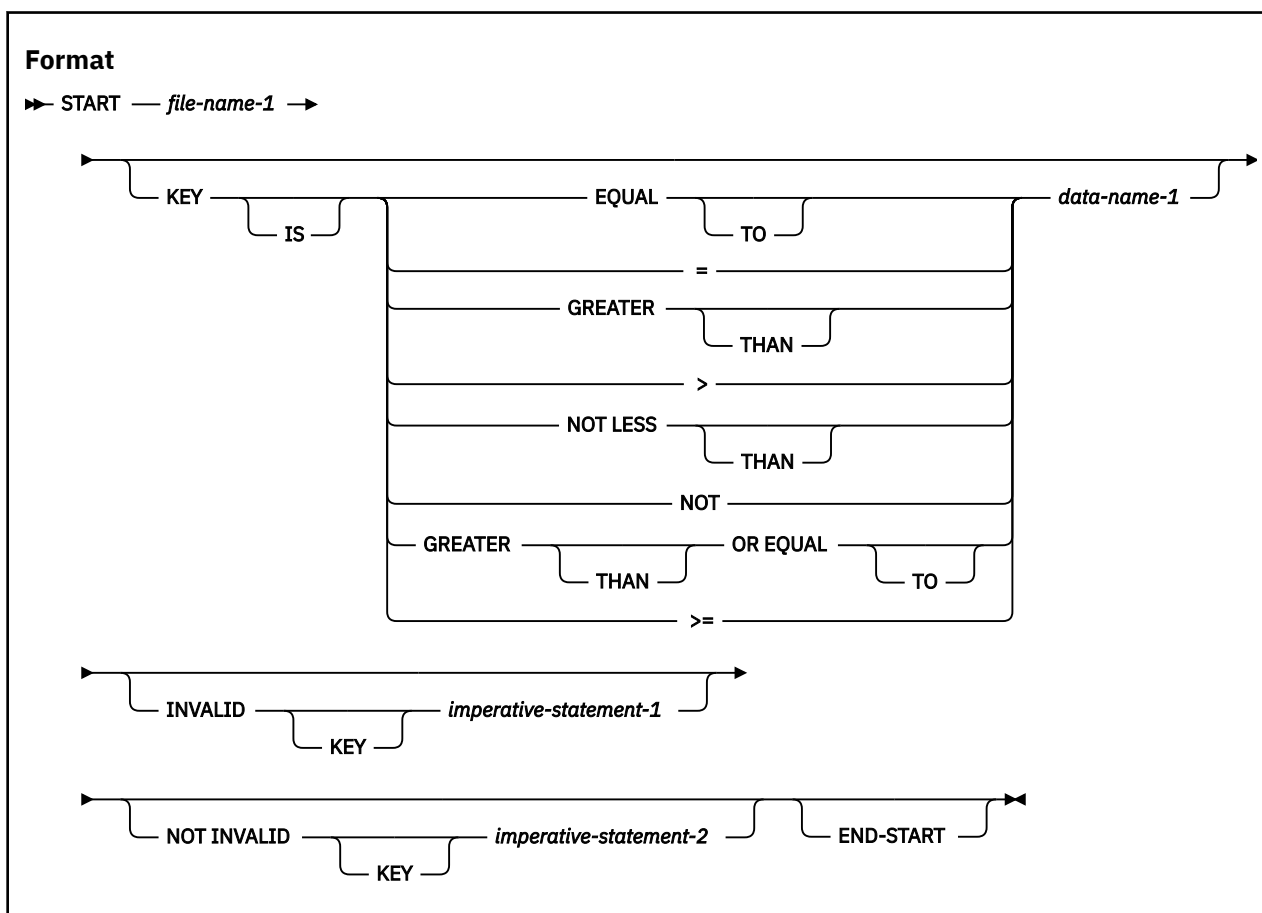 Format
START file-name-1
KEY EQUAL data-name-1
IS TO
=
GREATER
THAN
>
NOT LESS
THAN
NOT
GREATER OR EQUAL
THAN TO
>=
INVALID imperative-statement-1
KEY
NOT INVALID imperative-statement-2 END-START
KEY